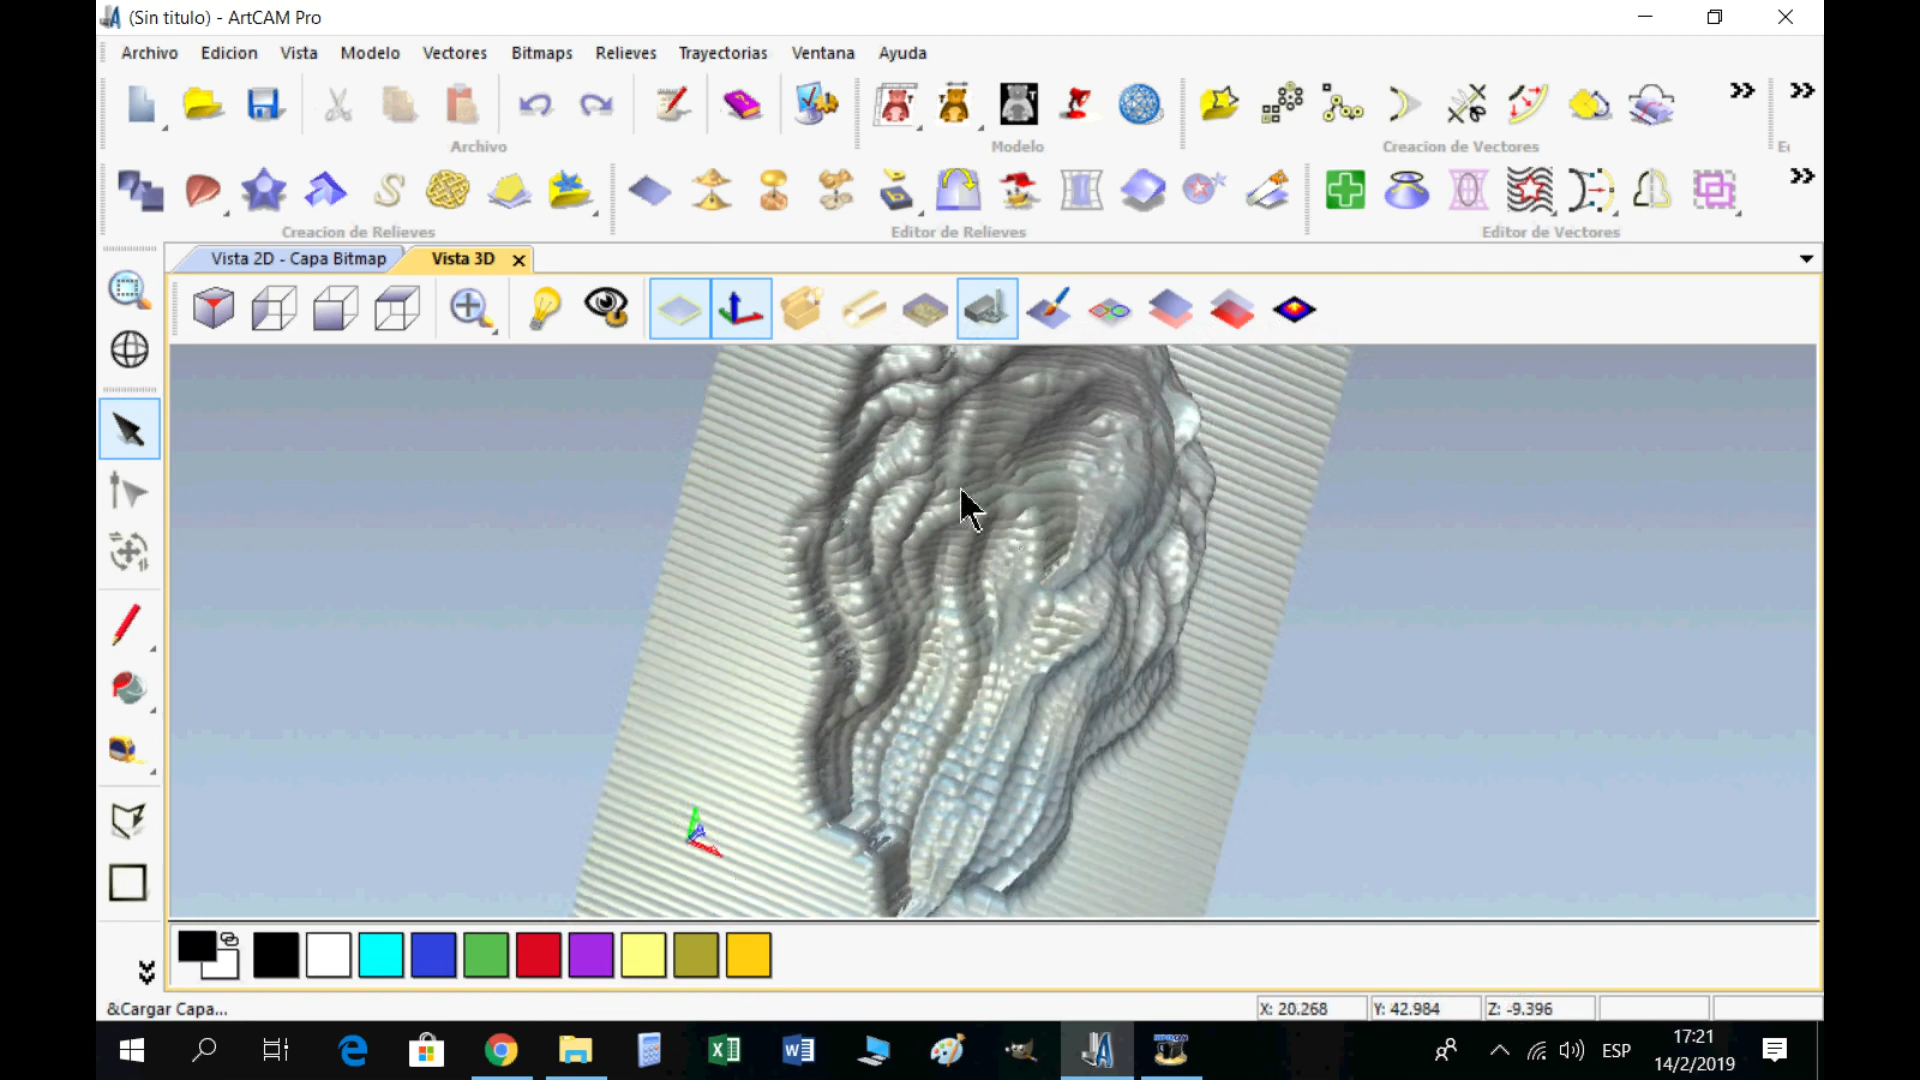 (Sin titulo) - ArtCAM Pro
Archivo Edicion Vista Modelo Vectores Bitmaps Relieves Trayectorias Ventana Ayuda
Archivo Modelo Creacion de Vectores
Creacion de Relieves Editor de Relieves Editor de Vectores
Vista 2D - Capa Bitmap Vista 3D
&Cargar Capa... X: 20.268 Y: 42.984 Z: -9.396
ESP 17:21
14/2/2019